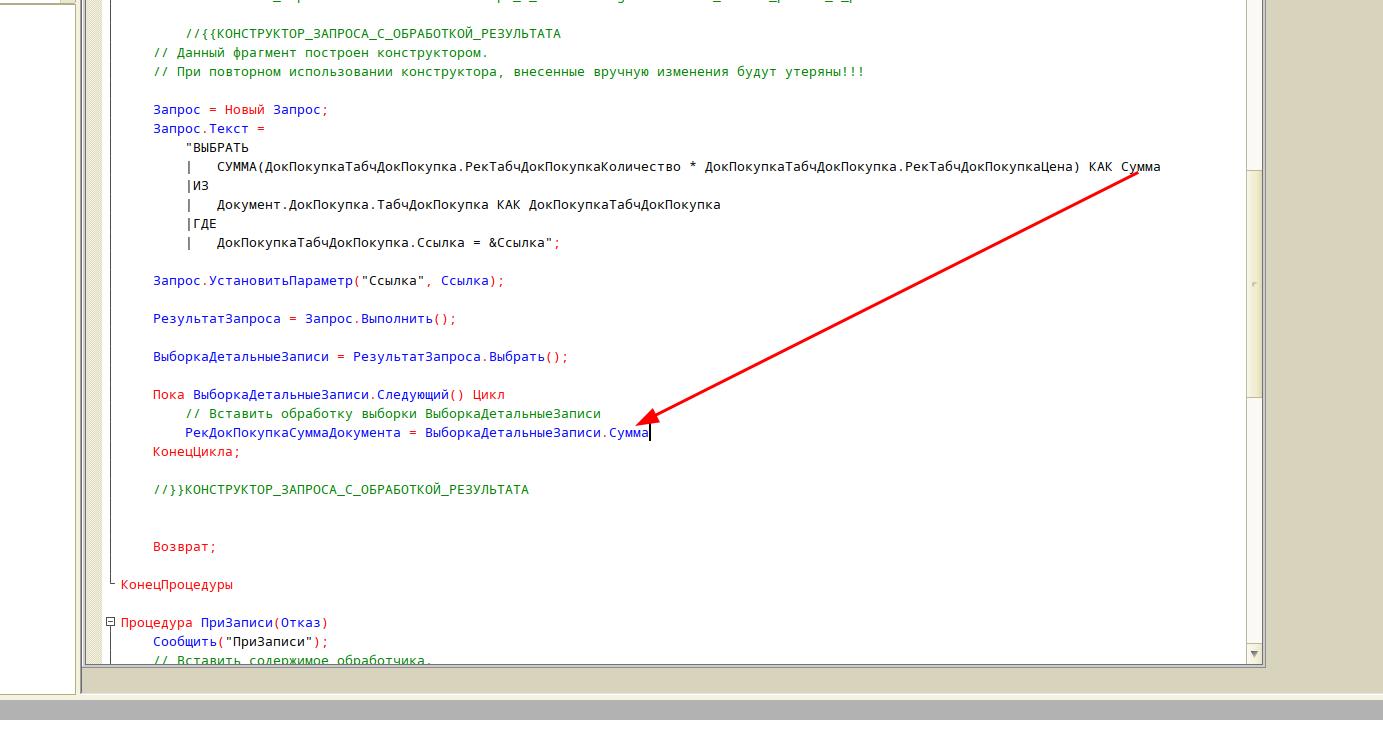 //{{КОНСТРУКТОР_ЗАПРОСА_С_ОБРАБОТКОЙ_РЕЗУЛЬТАТА
// Данный фрагмент построен конструктором.
// При повторном использовании конструктора, внесенные вручную изменения будут утеряны!!!
Запрос = Новый Запрос;
Запрос.Текст =
"ВЫБРАТЬ
| СУММА(ДокПокупкаТабчДокПокупка.РекТабчДокПокупкаКоличество * ДокПокупкаТабчДокПокупка.РекТабчДокПокупкаЦена) КАК Сумма
|ИЗ
| Документ.ДокПокупка.ТабчДокПокупка КАК ДокПокупкаТабчДокПокупка
|ГДЕ
| ДокПокупкаТабчДокПокупка.Ссылка = &Ссылка";
Запрос.УстановитьПараметр("Ссылка", Ссылка);
РезультатЗапроса = Запрос.Выполнить();
ВыборкаДетальныеЗаписи = РезультатЗапроса.Выбрать();
Пока ВыборкаДетальныеЗаписи.Следующий() Цикл
// Вставить обработку выборки ВыборкаДетальныеЗаписи
РекДокПокупкаСуммаДокумента = ВыборкаДетальныеЗаписи.Сумма
КонецЦикла;
//}}КОНСТРУКТОР_ЗАПРОСА_С_ОБРАБОТКОЙ_РЕЗУЛЬТАТА
Возврат;
КонецПроцедуры
Процедура ПриЗаписи(Отказ)
Сообщить("ПриЗаписи");
// Вставить содержимое обработчика.